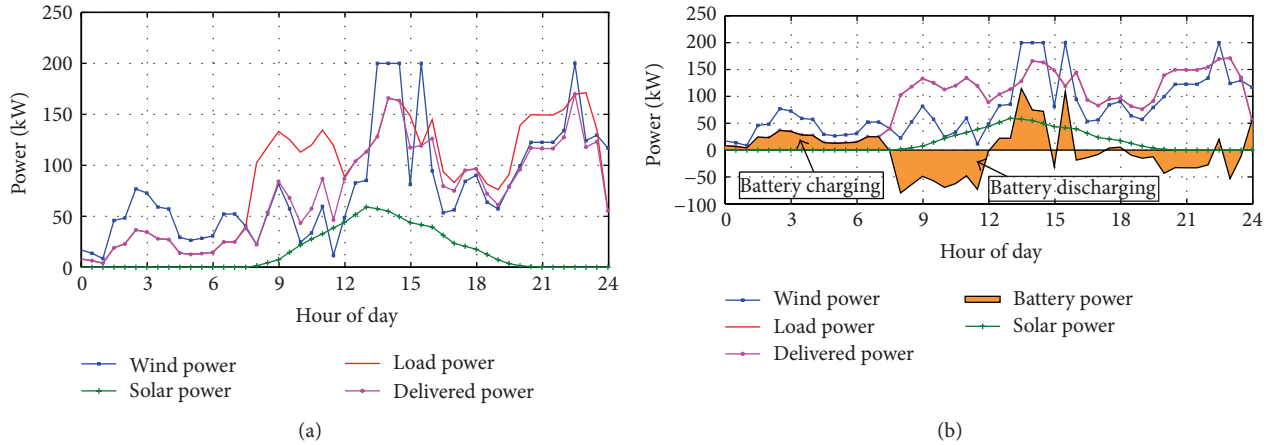 250
200
150
100
50
0
Power (kW)
0 3 6 9 12 15 18 21 24
Hour of day
Wind power
Solar power
Load power
Delivered power
(a)
250
200
150
100
50
0
−50
−100
Power (kW)
Battery charging
Battery discharging
0 3 6 9 12 15 18 21 24
Hour of day
Wind power
Load power
Delivered power
Battery power
Solar power
(b)